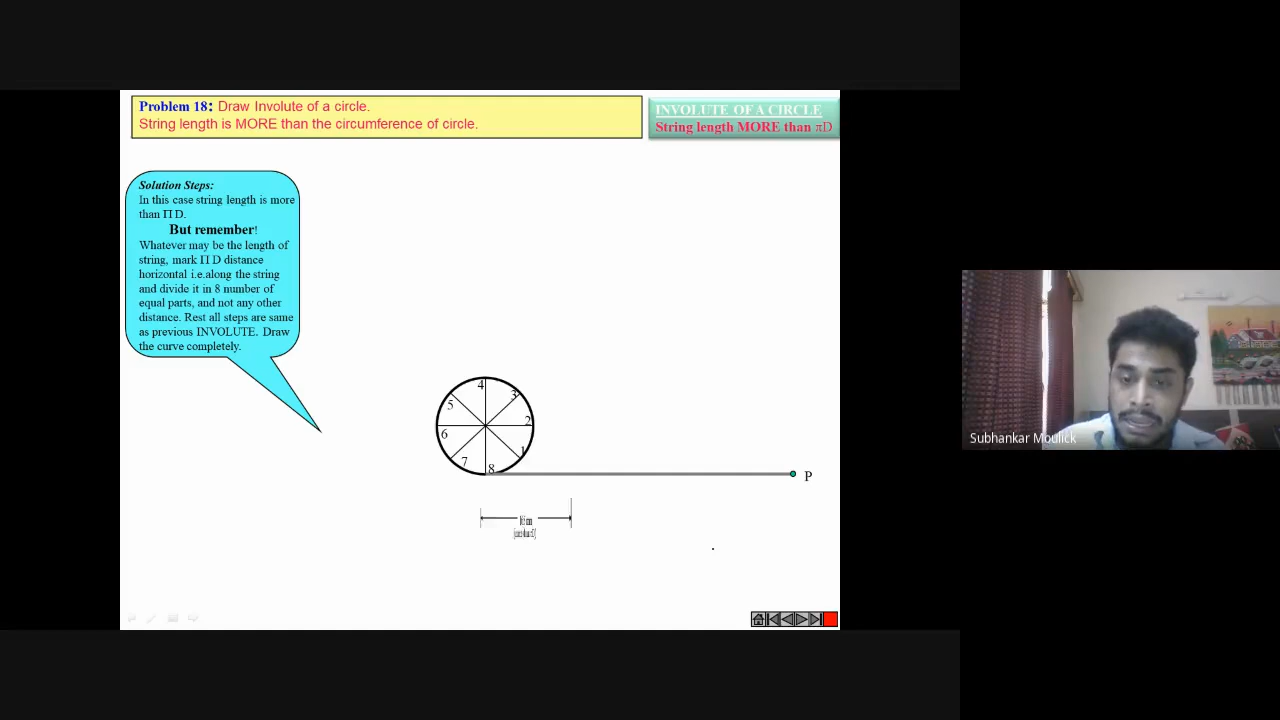 Problem 18: Draw Involute of a circle.
String length is MORE than the circumference of circle.
INVOLUTE OF A CIRCLE
String length MORE than πD
Solution Steps:
In this case string length is more
than Π D.
But remember!
Whatever may be the length of
string, mark Π D distance
horizontal i.e.along the string
and divide it in 8 number of
equal parts, and not any other
distance. Rest all steps are same
as previous INVOLUTE. Draw
the curve completely.
4
3
5
2
6
1
7
8
P
Subhankar Moulick